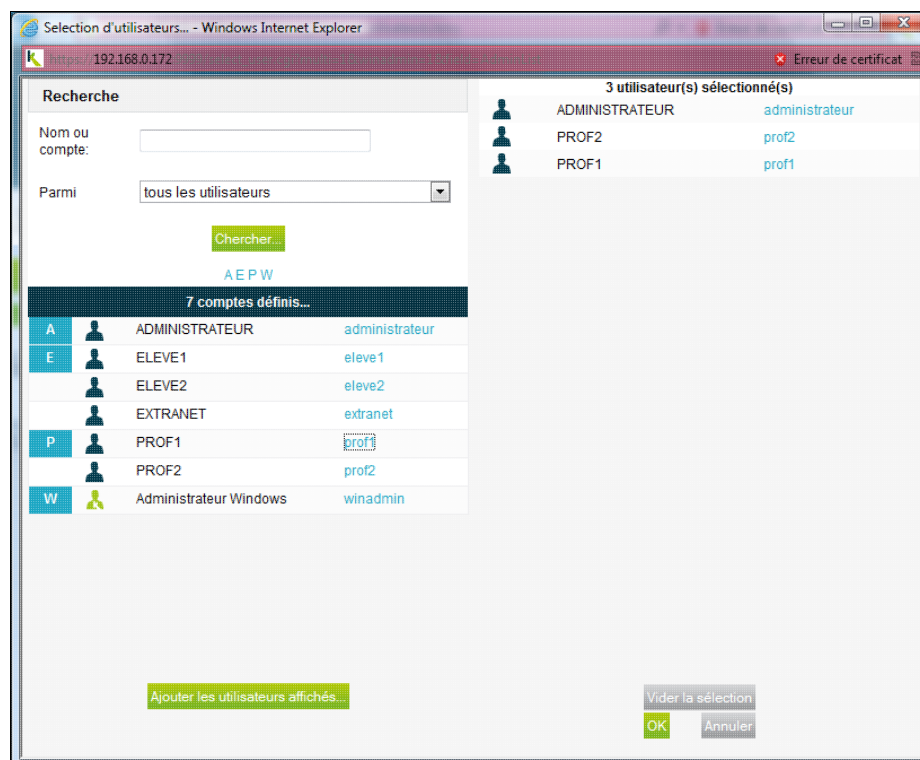 Selection d'utilisateurs... - Windows Internet Explorer
https://192.168.0.172
Erreur de certificat
Recherche
Nom ou compte:
Parmi
tous les utilisateurs
Chercher...
A E P W
7 comptes définis...
A ADMINISTRATEUR administrateur
E ELEVE1 eleve1
ELEVE2 eleve2
EXTRANET extranet
P PROF1 prof1
PROF2 prof2
W Administrateur Windows winadmin
Ajouter les utilisateurs affichés...
3 utilisateur(s) sélectionné(s)
ADMINISTRATEUR administrateur
PROF2 prof2
PROF1 prof1
Vider la sélection
OK Annuler